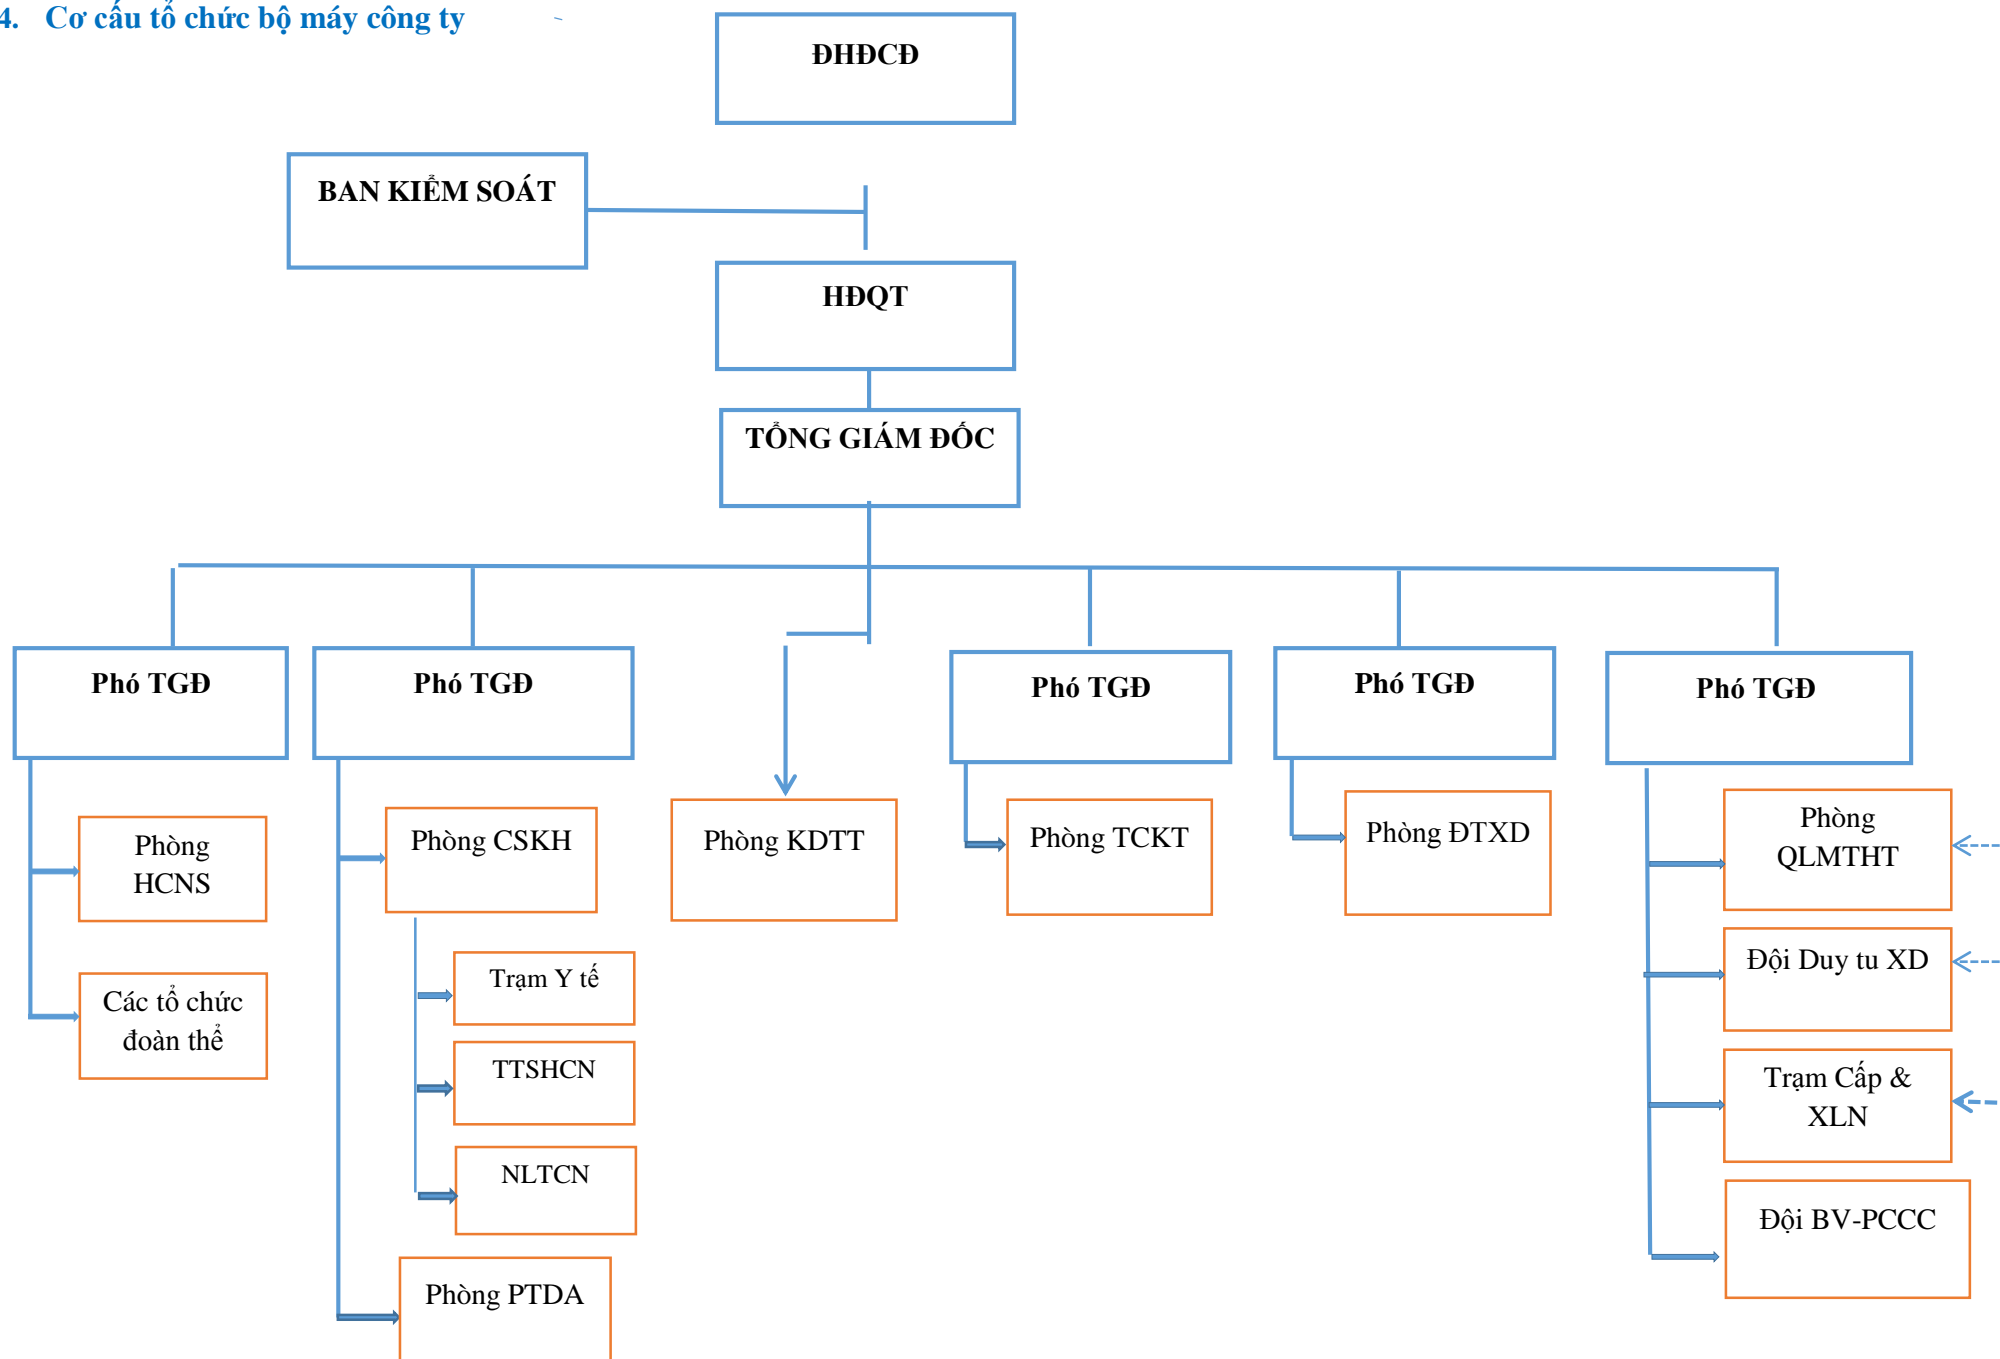 4. Cơ cấu tổ chức bộ máy công ty
ĐHĐCĐ
BAN KIỂM SOÁT
HĐQT
TỔNG GIÁM ĐỐC
Phó TGĐ
Phó TGĐ
Phó TGĐ
Phó TGĐ
Phó TGĐ
Phòng
HCNS
Các tổ chức
đoàn thể
Phòng CSKH
Trạm Y tế
TTSHCN
NLTCN
Phòng PTDA
Phòng KDTT
Phòng TCKT
Phòng ĐTXD
Phòng
QLMTHT
Đội Duy tu XD
Trạm Cấp &
XLN
Đội BV-PCCC